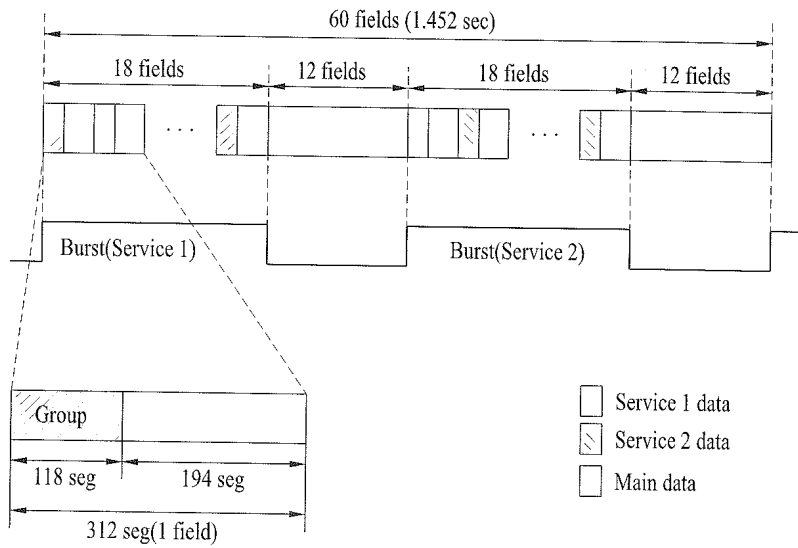 60 fields (1.452 sec)
18 fields
12 fields
18 fields
12 fields
. . .
. . .
Burst(Service 1)
Burst(Service 2)
Group
118 seg
194 seg
312 seg(1 field)
Service 1 data
Service 2 data
Main data